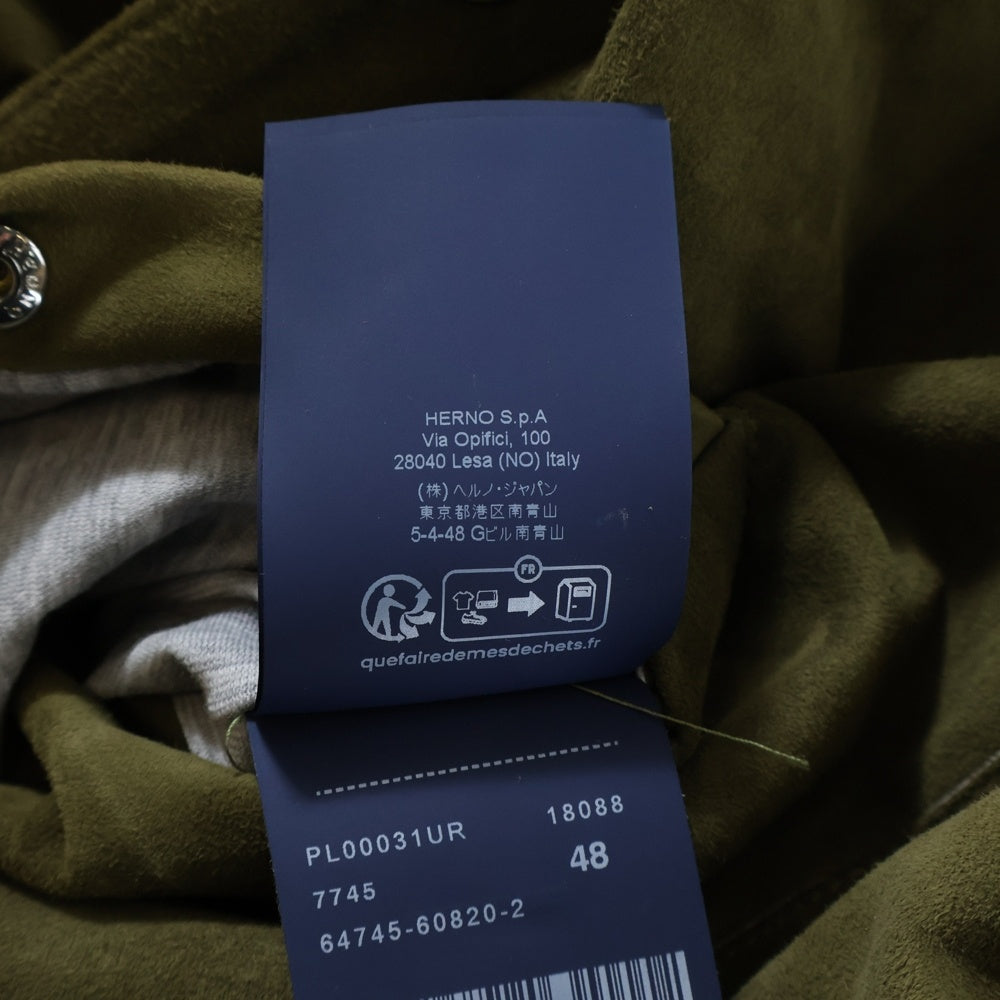 HERNO S.p.A
Via Opifici, 100
28040 Lesa (NO) Italy
(株)ヘルノ・ジャパン
東京都港区南青山
5-4-48 Gビル南青山
FR
quefairedemesdechets.fr
PL00031UR 18088
7745 48
64745-60820-2